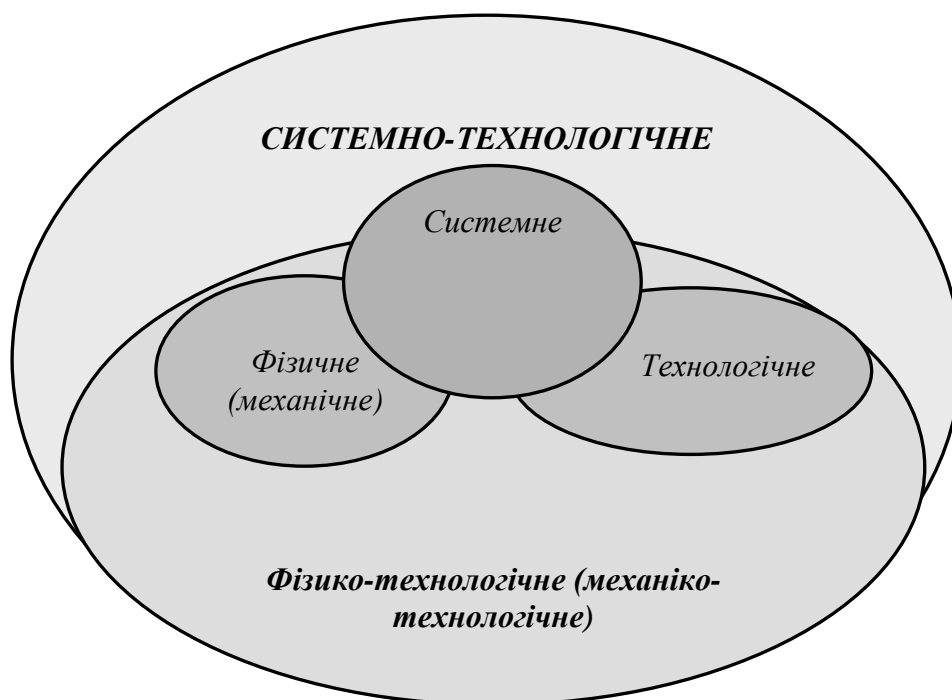 СИСТЕМНО-ТЕХНОЛОГІЧНЕ
Системне
Фізичне
(механічне)
Технологічне
Фізико-технологічне (механіко-
технологічне)